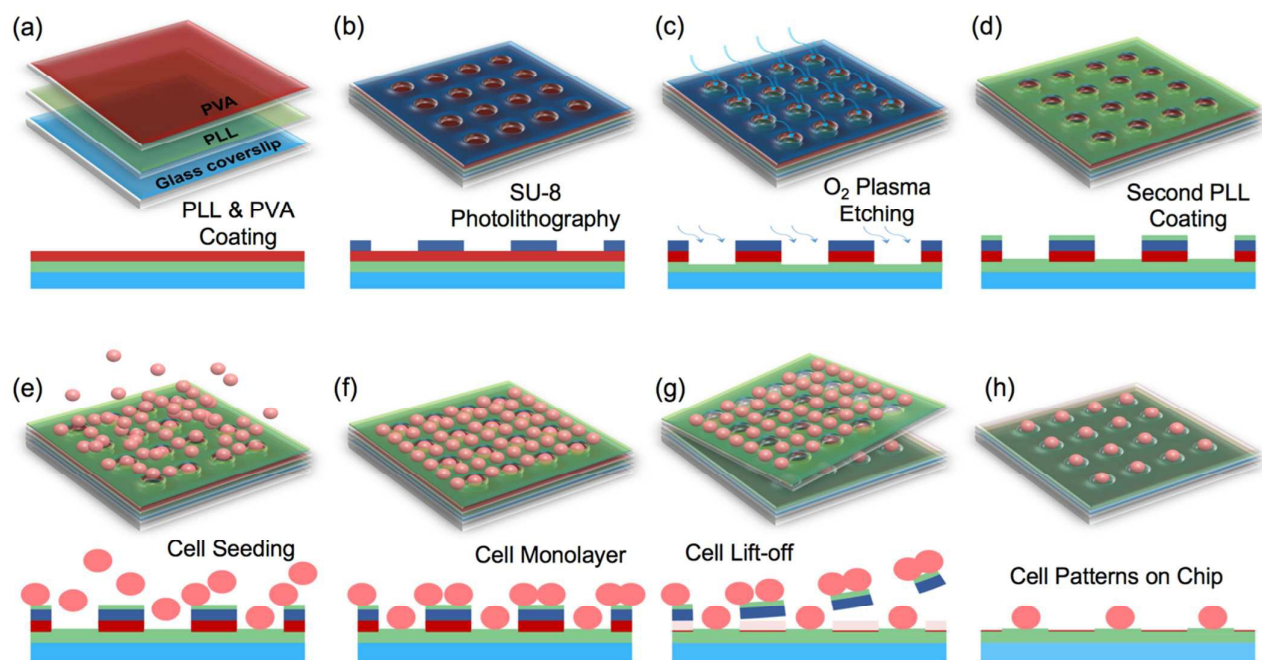 (a)
PVA
PLL
Glass coverslip
PLL & PVA
Coating
(b)
SU-8
Photolithography
(c)
O₂ Plasma
Etching
(d)
Second PLL
Coating
(e)
Cell Seeding
(f)
Cell Monolayer
(g)
Cell Lift-off
(h)
Cell Patterns on Chip